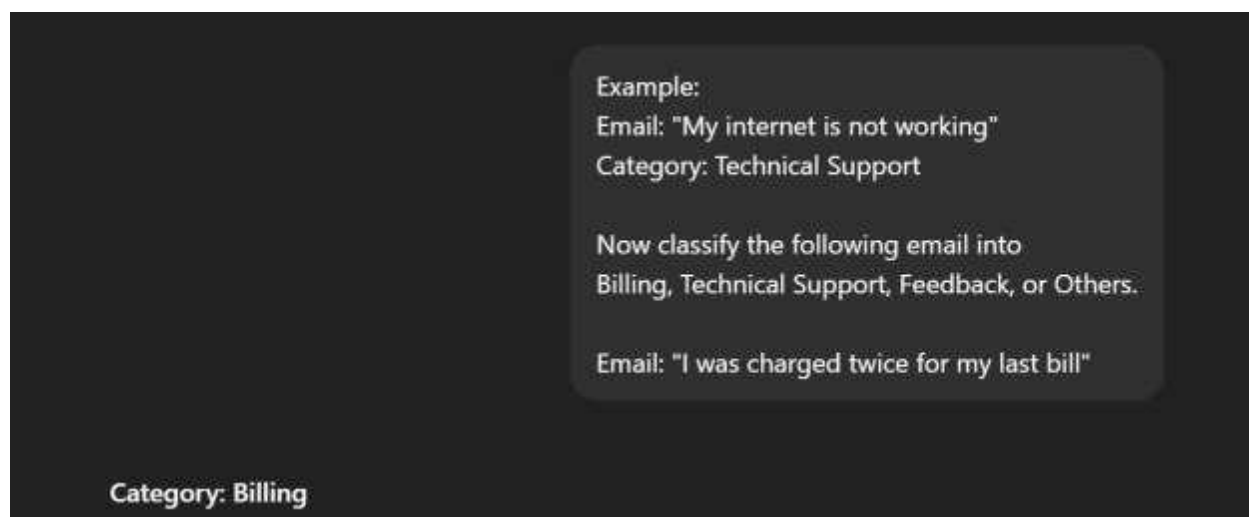 Example:
Email: "My internet is not working"
Category: Technical Support
Now classify the following email into
Billing, Technical Support, Feedback, or Others.
Email: "I was charged twice for my last bill"
Category: Billing